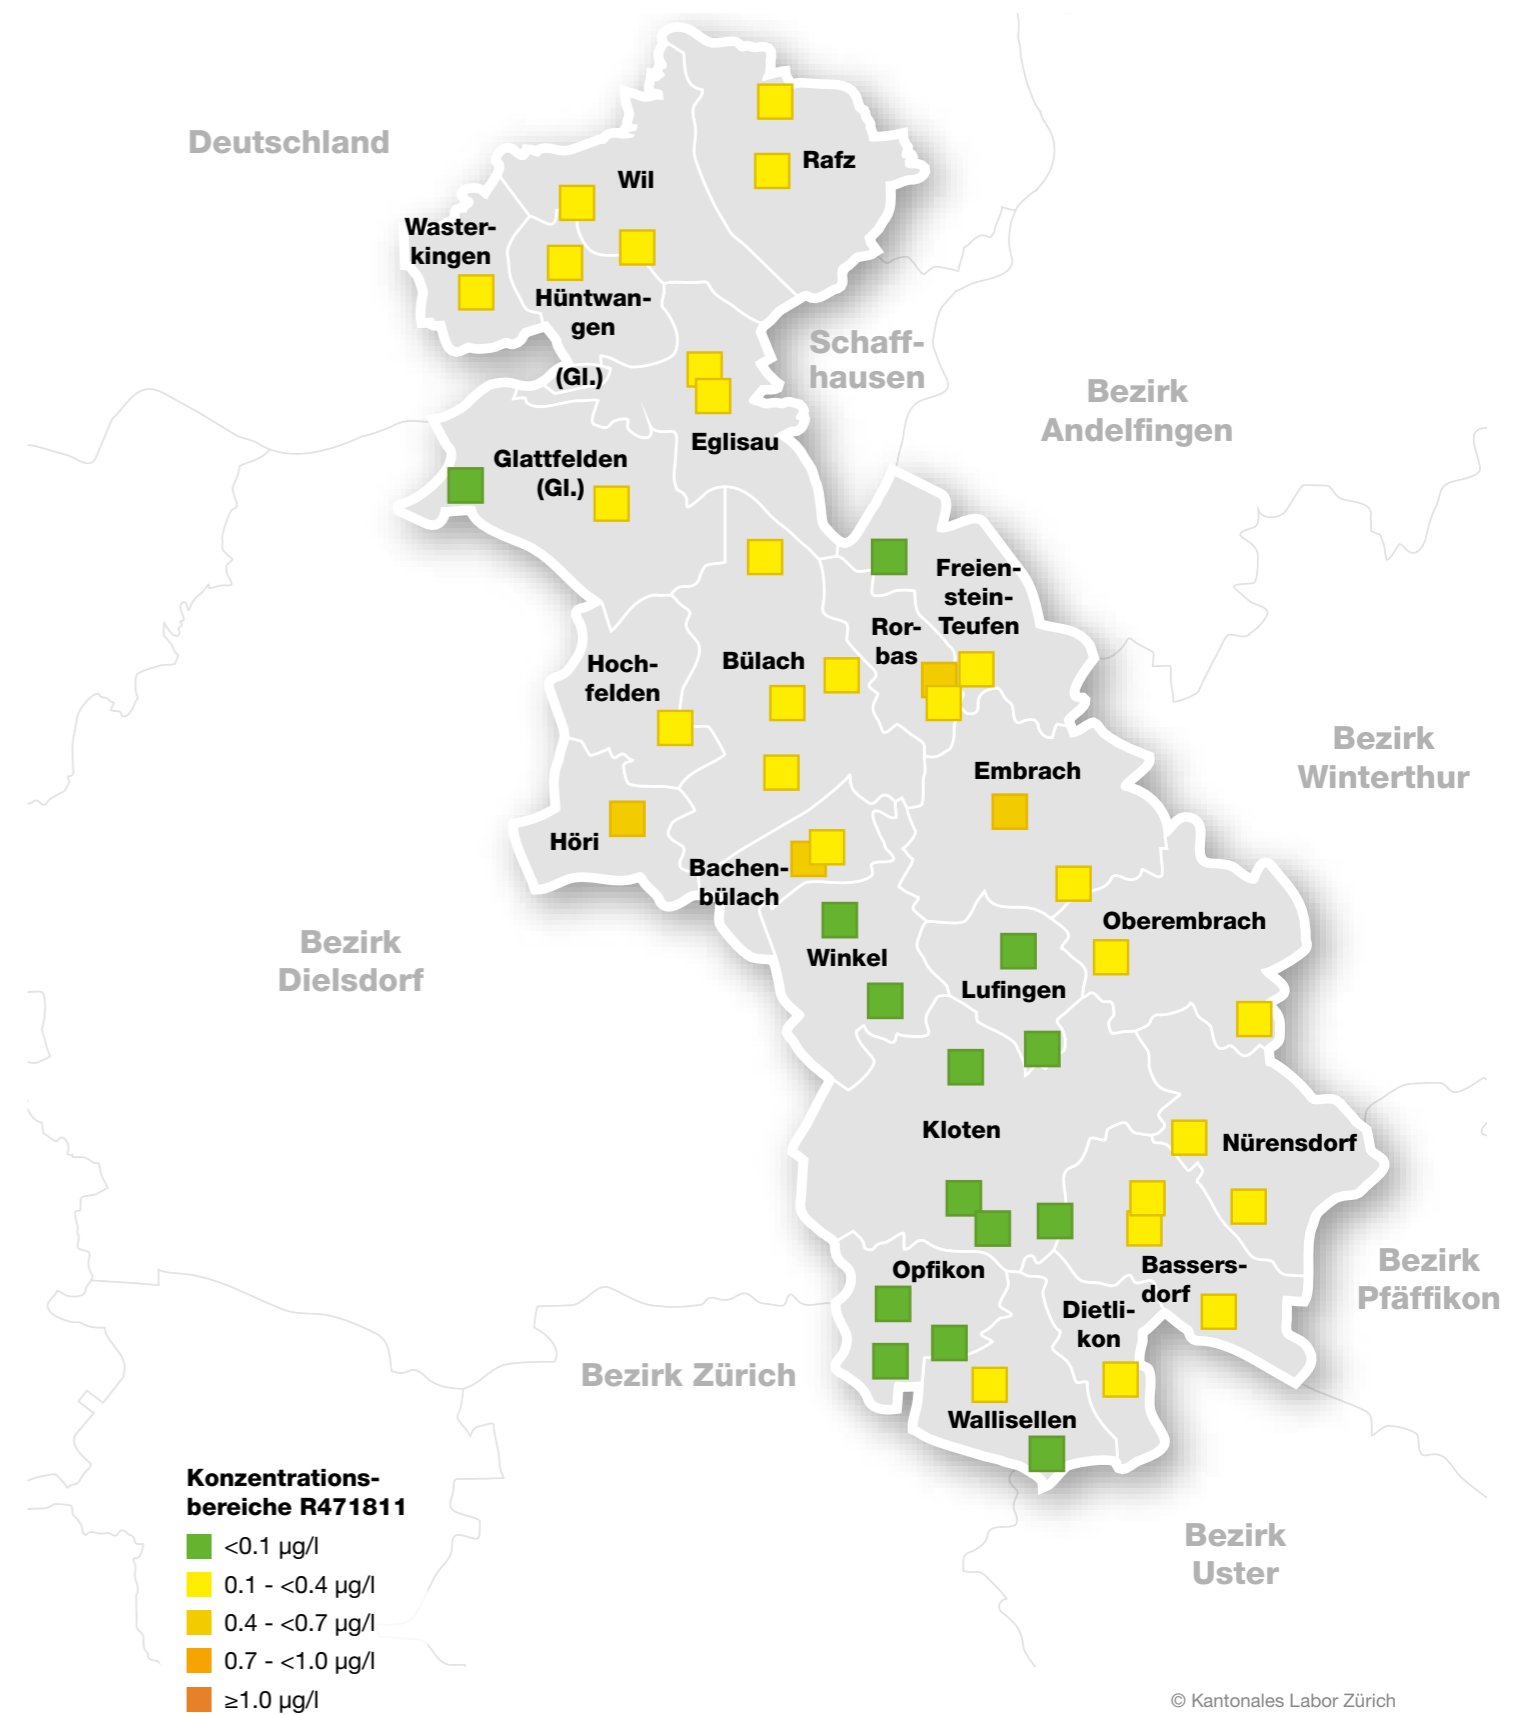 Deutschland
Rafz
Wil
Waster-
kingen
Hüntwan-
gen
Schaff-
hausen
(Gl.)
Bezirk
Andelfingen
Eglisau
Glattfelden
(Gl.)
Freien-
stein-
Teufen
Ror-
bas
Hoch-
felden
Bülach
Bezirk
Winterthur
Embrach
Höri
Bachen-
bülach
Oberembrach
Bezirk
Dielsdorf
Winkel
Lufingen
Kloten
Nürensdorf
Opfikon
Bassers-
dorf
Bezirk
Pfäffikon
Dietli-
kon
Bezirk Zürich
Wallisellen
Bezirk
Uster
Konzentrations-
bereiche R471811
<0.1 µg/l
0.1 - <0.4 µg/l
0.4 - <0.7 µg/l
0.7 - <1.0 µg/l
≥1.0 µg/l
© Kantonales Labor Zürich